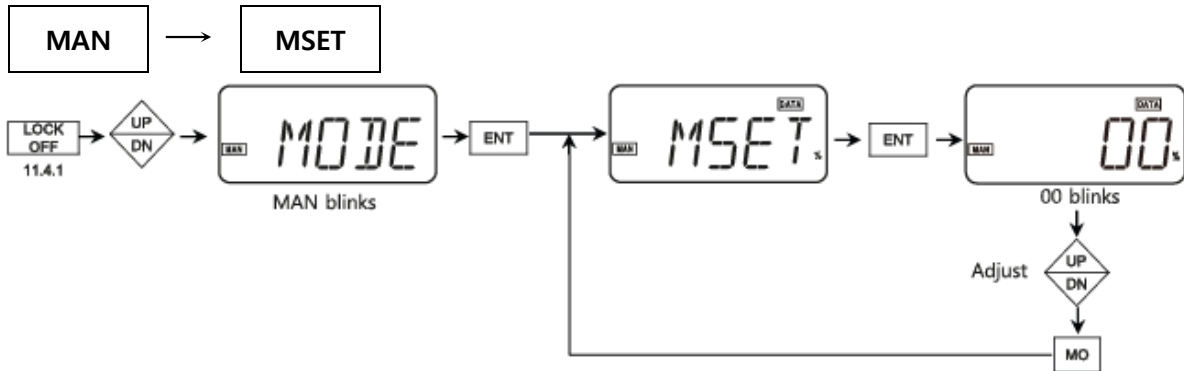 MAN → MSET
LOCK OFF
11.4.1
UP
DN
MAN
MODE
MAN blinks
ENT
DATA
MAN
MSET
%
ENT
DATA
MAN
00
%
00 blinks
Adjust
UP
DN
MO